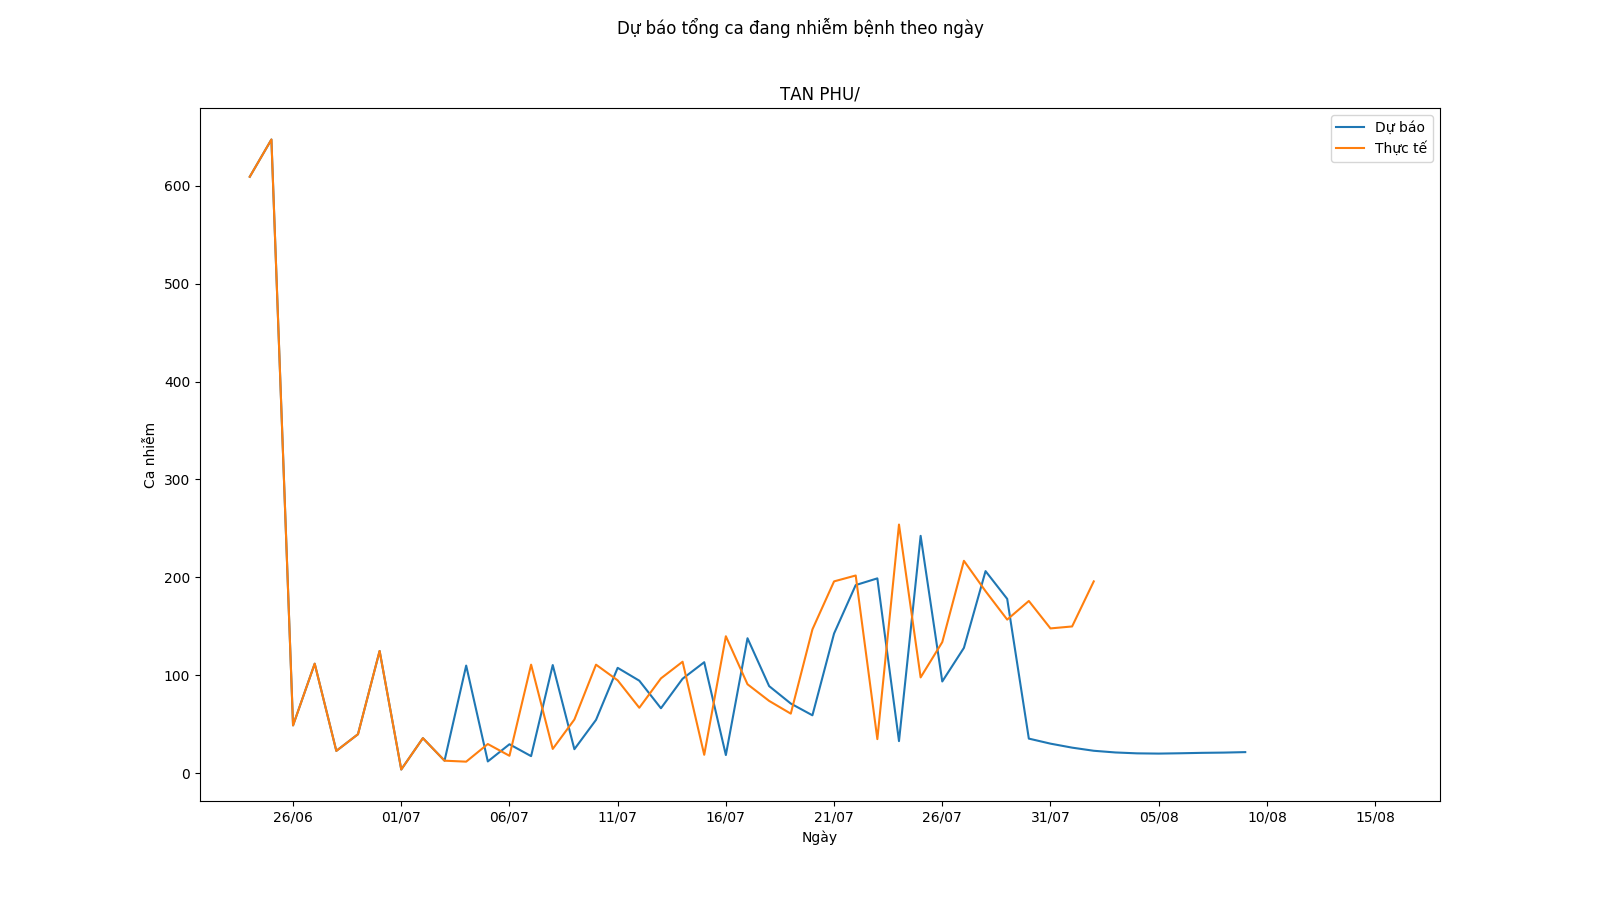 Dự báo tổng ca đang nhiễm bệnh theo ngày
TAN PHU/
Dự báo
Thực tế
600
500
400
300
200
100
0
Ca nhiễm
26/06 01/07 06/07 11/07 16/07 21/07 26/07 31/07 05/08 10/08 15/08
Ngày